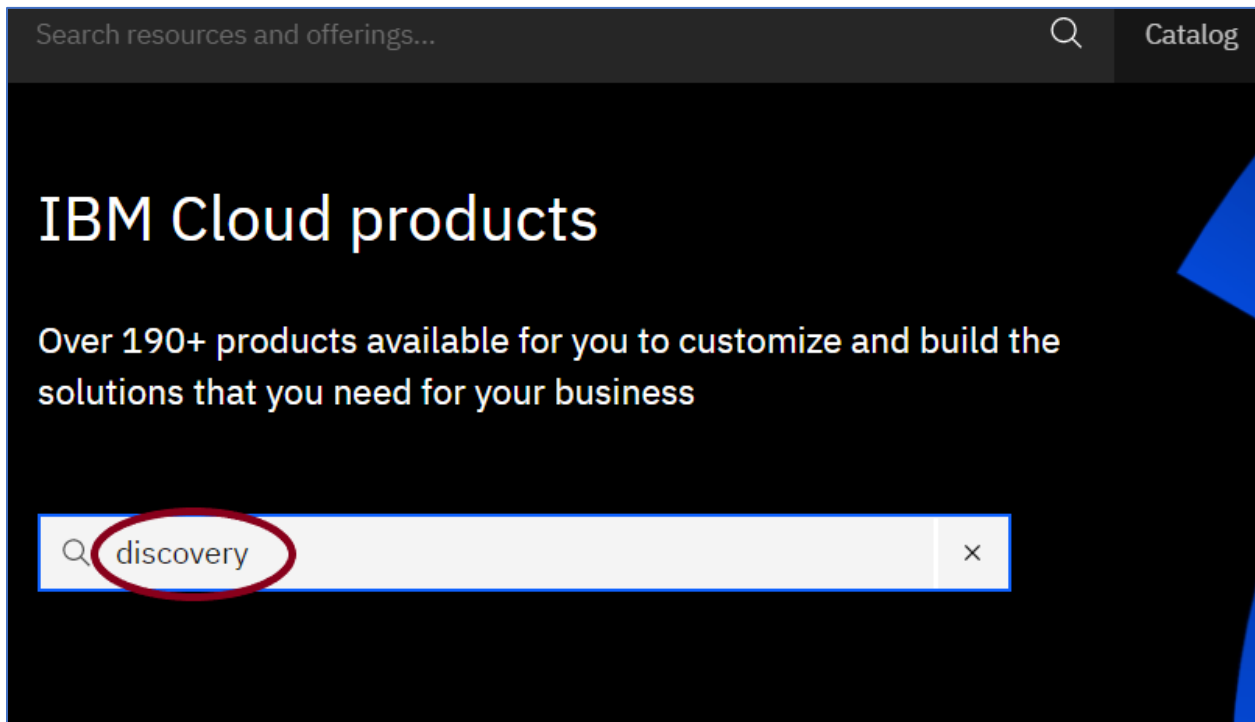 Search resources and offerings...
Catalog
IBM Cloud products
Over 190+ products available for you to customize and build the
solutions that you need for your business
discovery